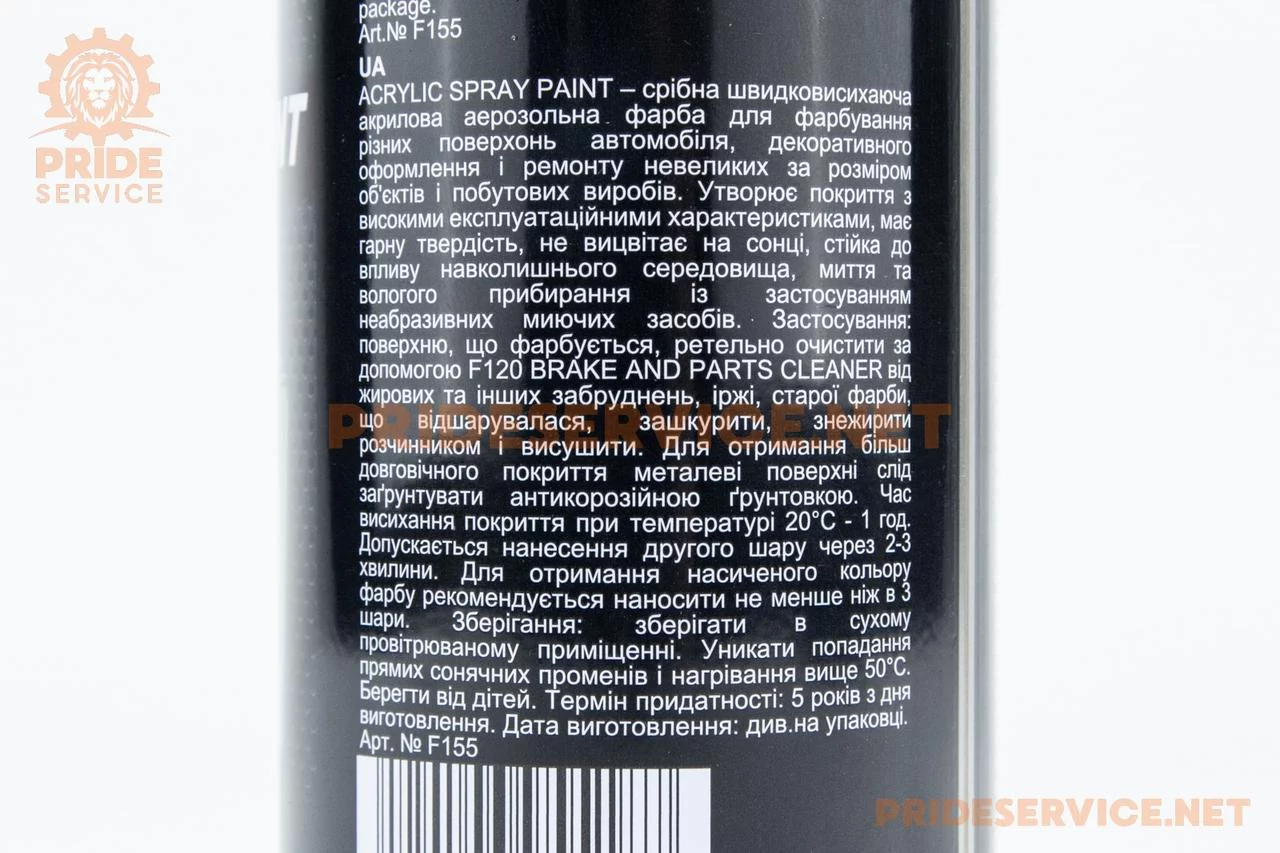 package.
Art.№ F155
UA
ACRYLIC SPRAY PAINT – срібна швидковисихаюча
акрилова аерозольна фарба для фарбування
різних поверхонь автомобіля, декоративного
оформлення і ремонту невеликих за розміром
об'єктів і побутових виробів. Утворює покриття з
високими експлуатаційними характеристиками, має
гарну твердість, не вицвітає на сонці, стійка до
впливу навколишнього середовища, миття та
вологого прибирання із застосуванням
неабразивних миючих засобів. Застосування:
поверхню, що фарбується, ретельно очистити за
допомогою F120 BRAKE AND PARTS CLEANER від
жирових та інших забруднень, іржі, старої фарби,
що відшарувалася, зашкурити, знежирити
розчинником і висушити. Для отримання більш
довговічного покриття металеві поверхні слід
заґрунтувати антикорозійною ґрунтовкою. Час
висихання покриття при температурі 20°C - 1 год.
Допускається нанесення другого шару через 2-3
хвилини. Для отримання насиченого кольору
фарбу рекомендується наносити не менше ніж в 3
шари. Зберігання: зберігати в сухому
провітрюваному приміщенні. Уникати попадання
прямих сонячних променів і нагрівання вище 50°C.
Берегти від дітей. Термін придатності: 5 років з дня
виготовлення. Дата виготовлення: див.на упаковці.
Арт. № F155
PRIDE
SERVICE
PRIDESERVICE.NET
PRIDESERVICE.NET